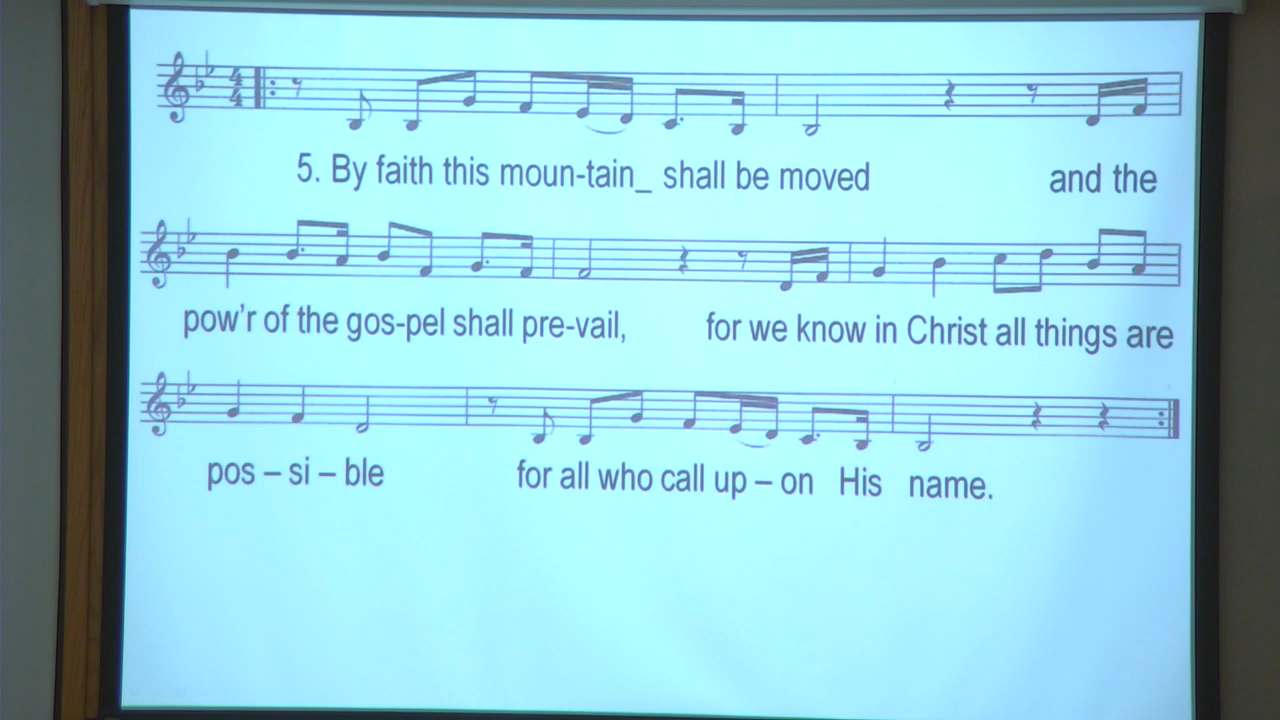 5. By faith this moun-tain_ shall be moved and the
pow'r of the gos-pel shall pre-vail, for we know in Christ all things are
pos – si – ble for all who call up – on His name.